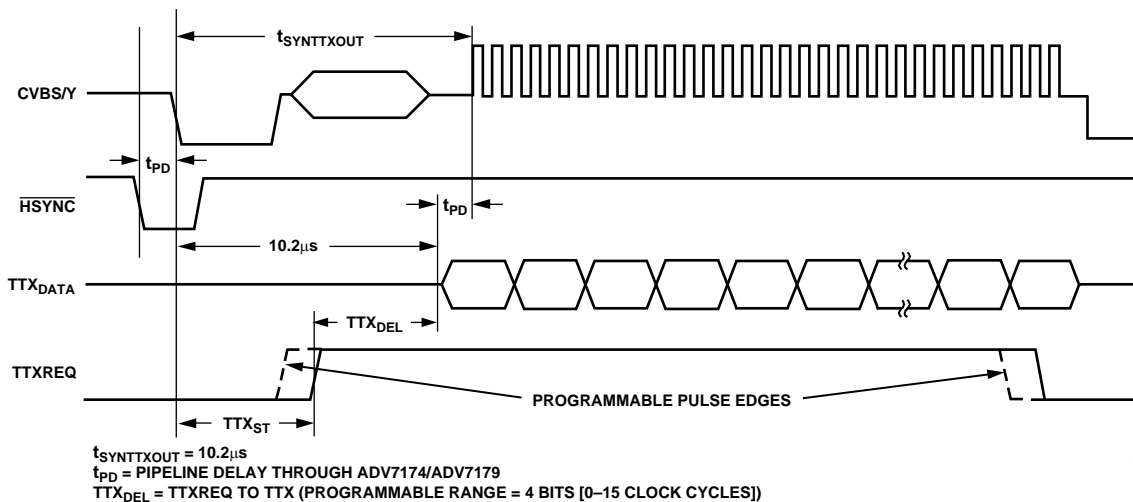 tSYNTTXOUT
CVBS/Y
tPD
HSYNC
tPD
10.2μs
TTXDATA
TTXDEL
TTXREQ
PROGRAMMABLE PULSE EDGES
TTXST
tSYNTTXOUT = 10.2μs
tPD = PIPELINE DELAY THROUGH ADV7174/ADV7179
TTXDEL = TTXREQ TO TTX (PROGRAMMABLE RANGE = 4 BITS [0–15 CLOCK CYCLES])